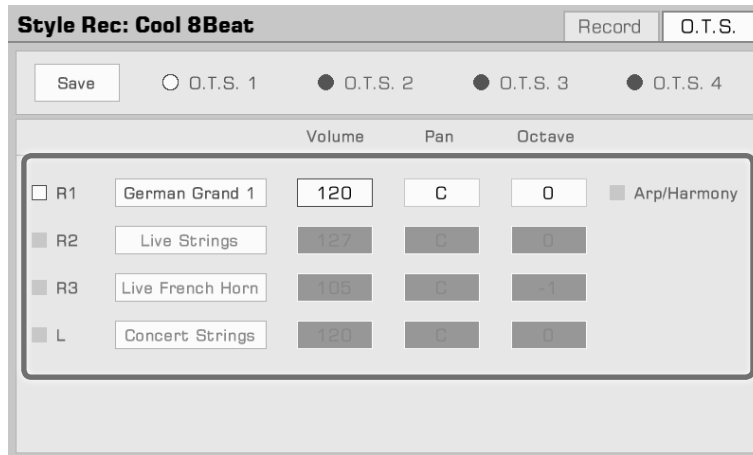 Style Rec: Cool 8Beat Record O.T.S.
Save O.T.S. 1 O.T.S. 2 O.T.S. 3 O.T.S. 4
Volume Pan Octave
R1 German Grand 1 120 C 0 Arp/Harmony
R2 Live Strings 127 C 0
R3 Live French Horn 105 C -1
L Concert Strings 120 C 0